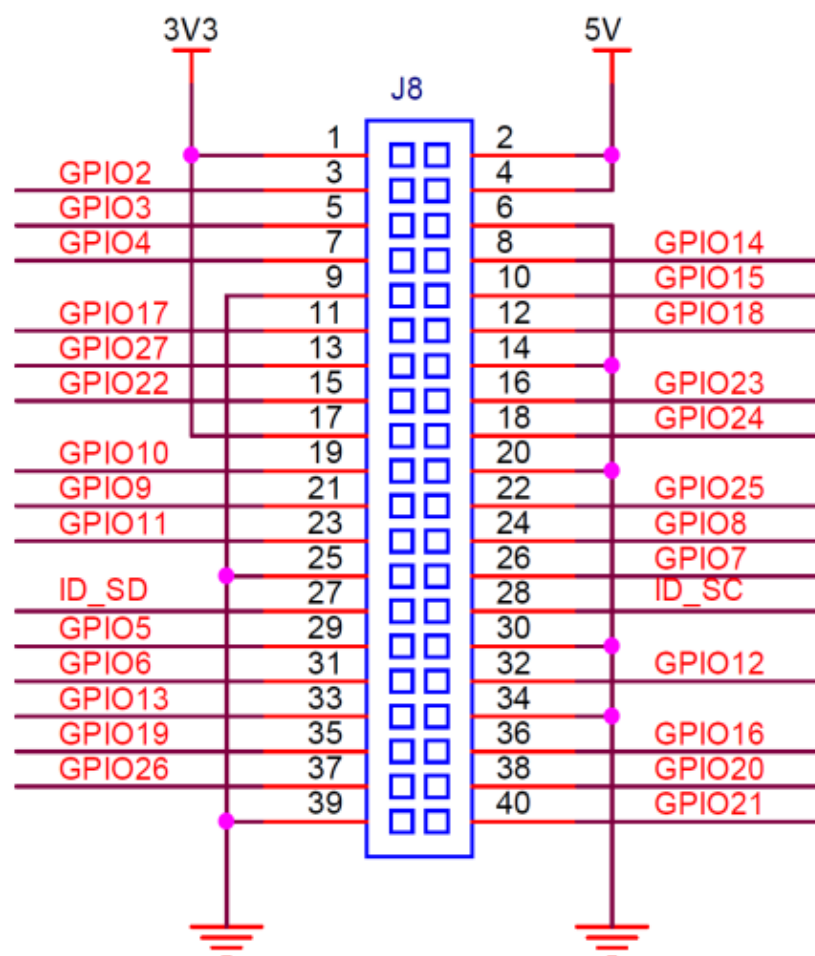 3V3 5V
J8
1 2
GPIO2 3 4
GPIO3 5 6
GPIO4 7 8 GPIO14
9 10 GPIO15
GPIO17 11 12 GPIO18
GPIO27 13 14
GPIO22 15 16 GPIO23
17 18 GPIO24
GPIO10 19 20
GPIO9 21 22 GPIO25
GPIO11 23 24 GPIO8
25 26 GPIO7
ID_SD 27 28 ID_SC
GPIO5 29 30
GPIO6 31 32 GPIO12
GPIO13 33 34
GPIO19 35 36 GPIO16
GPIO26 37 38 GPIO20
39 40 GPIO21